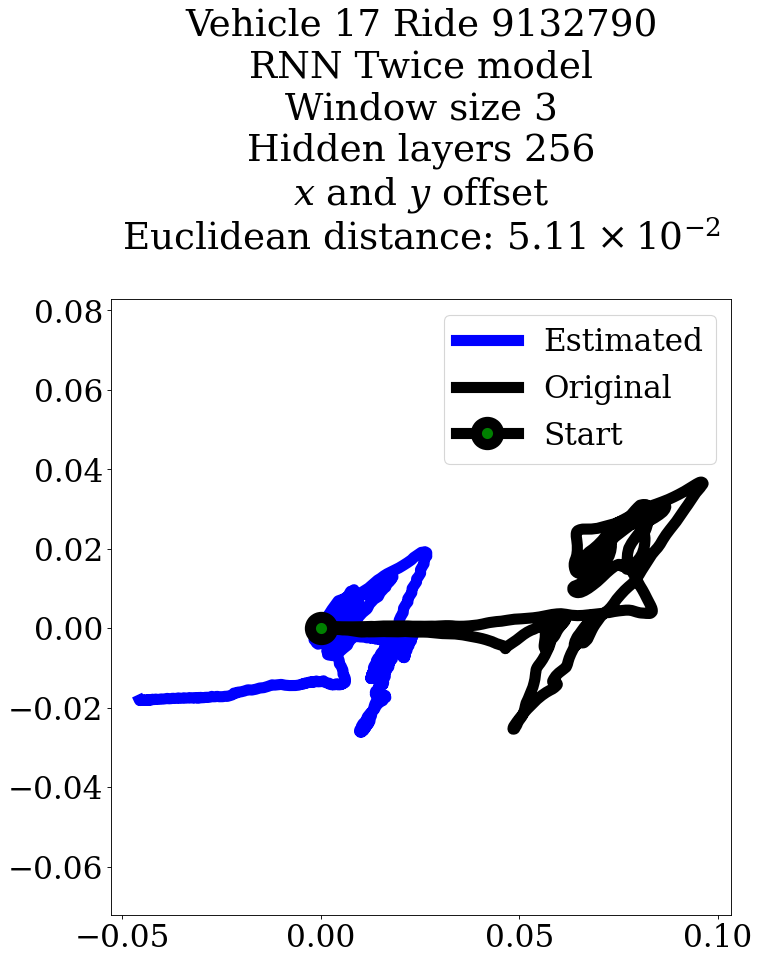 Vehicle 17 Ride 9132790
RNN Twice model
Window size 3
Hidden layers 256
x and y offset
Euclidean distance: 5.11 × 10⁻²
Estimated
Original
Start
0.08
0.06
0.04
0.02
0.00
−0.02
−0.04
−0.06
−0.05 0.00 0.05 0.10